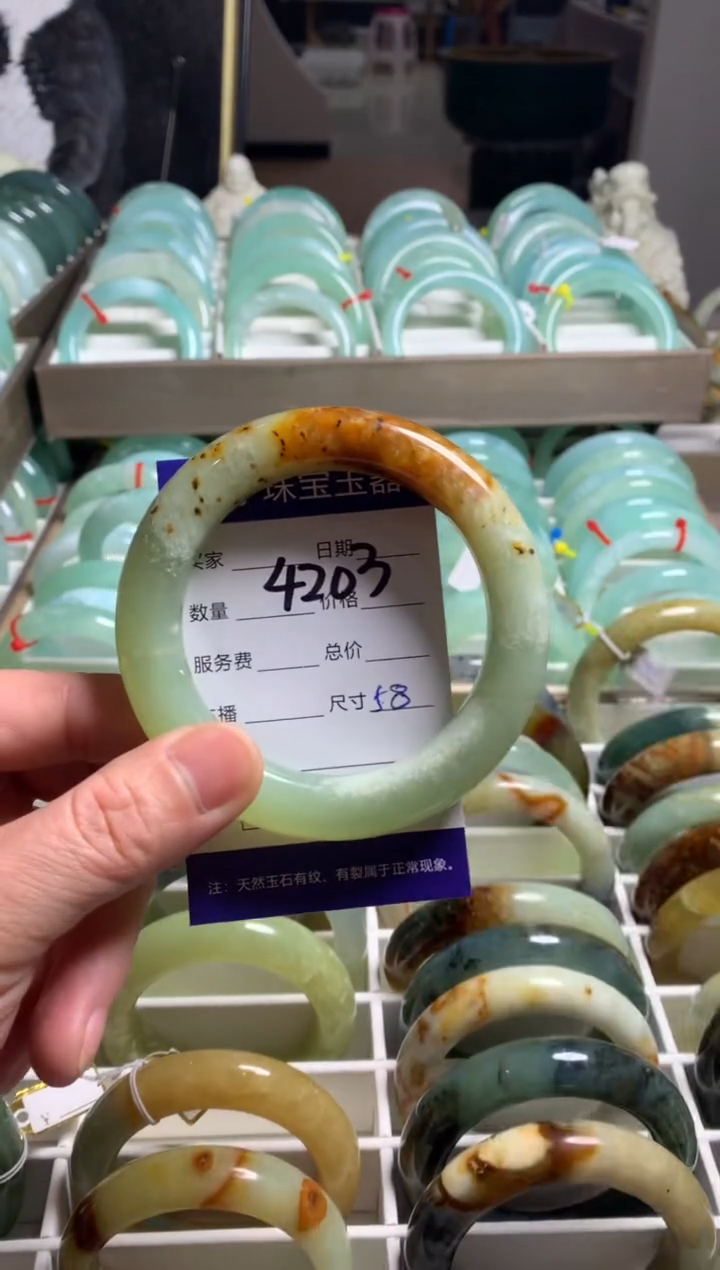 珠宝玉器
家 日期
4203
数量 价格
服务费 总价
播 尺寸 58
注：天然玉石有纹、有裂属于正常现象。